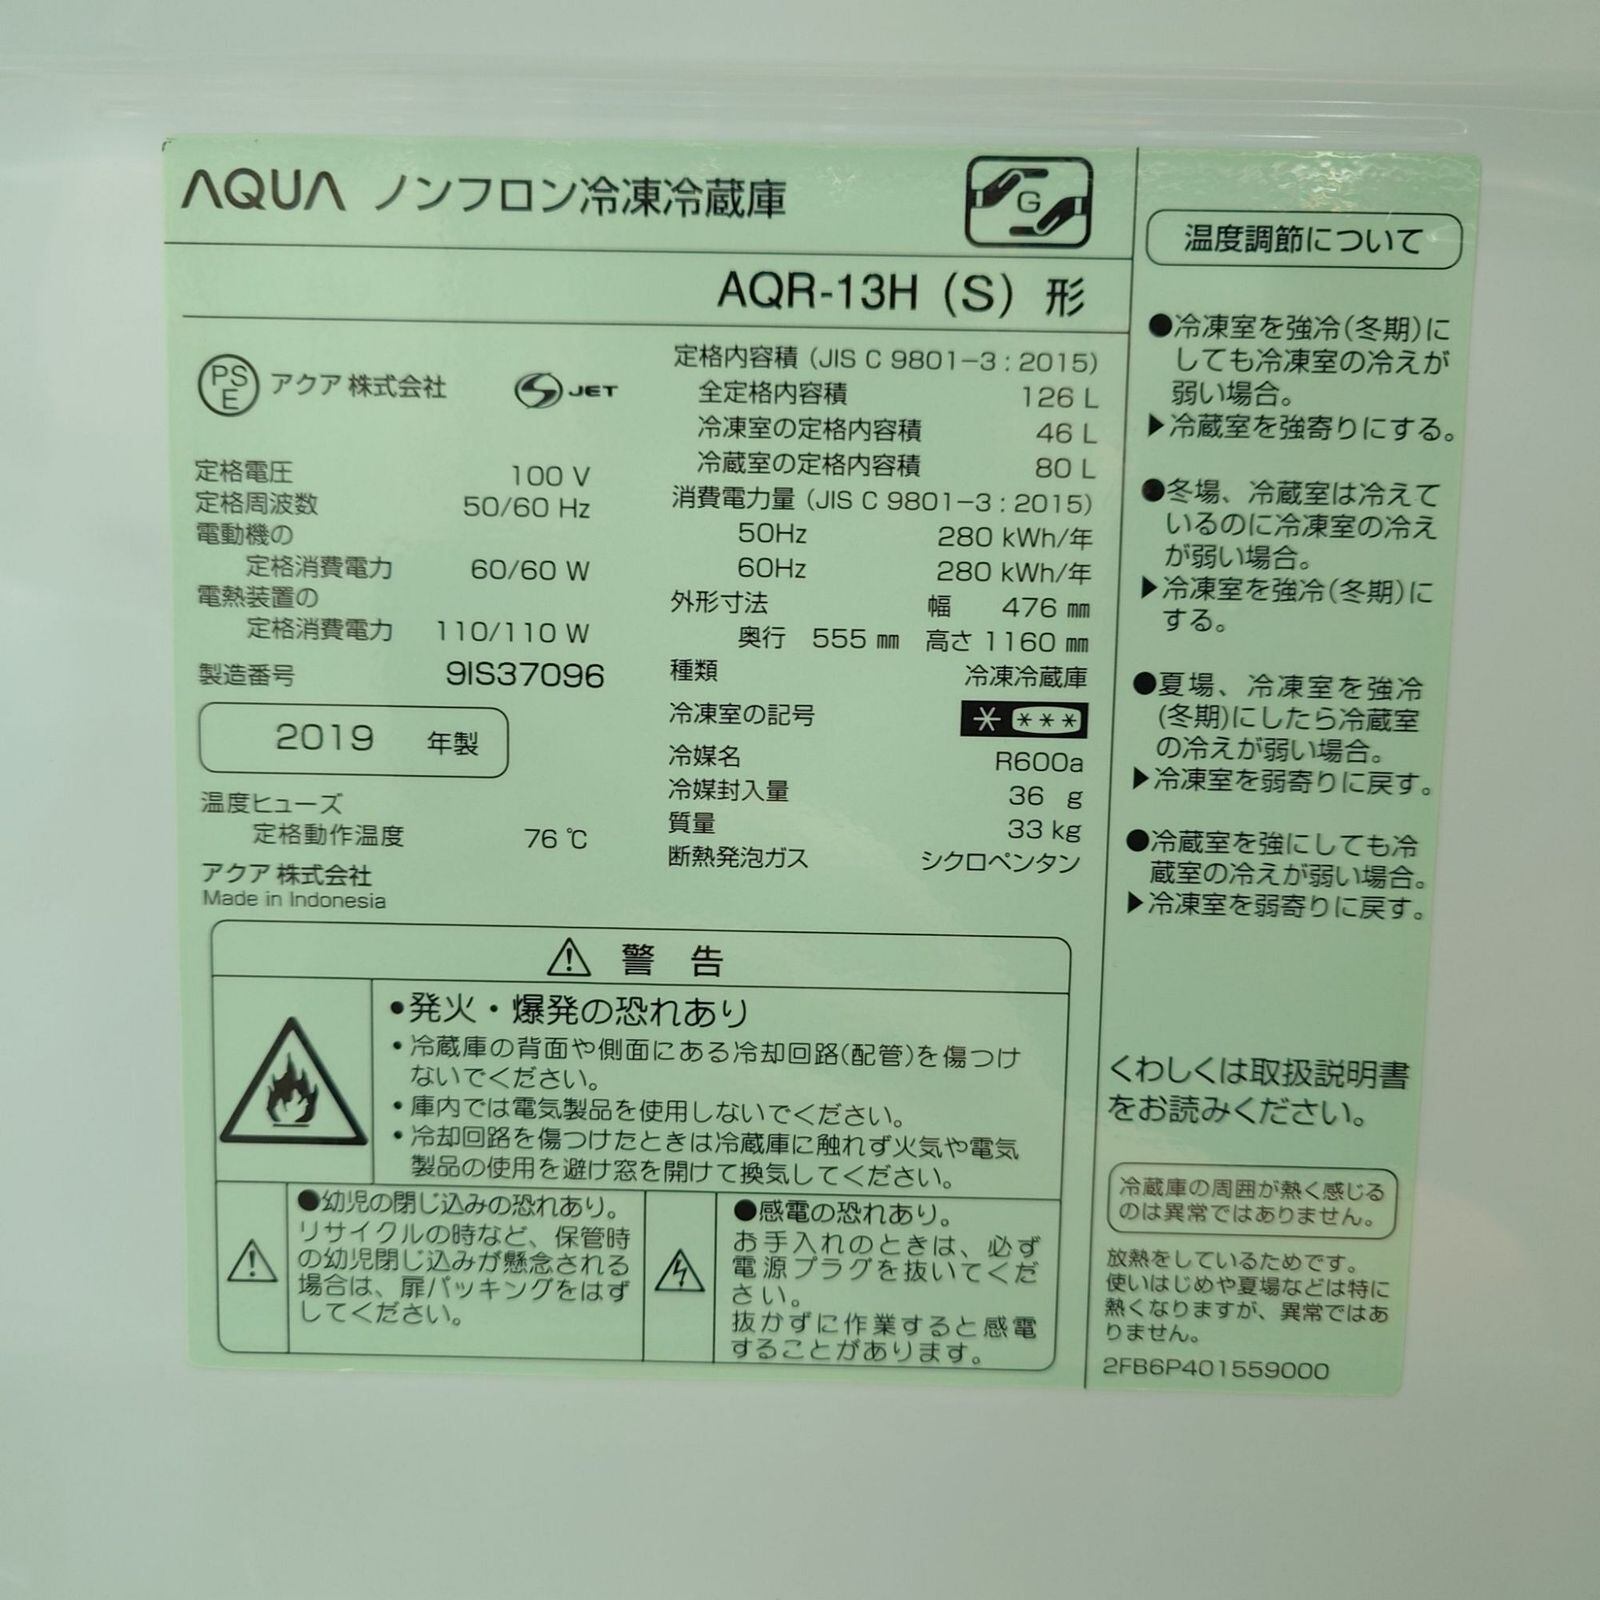 AQUA ノンフロン冷凍冷蔵庫
G
AQR-13H (S) 形
PSE アクア 株式会社
S JET
定格電圧 100 V
定格周波数 50/60 Hz
電動機の
定格消費電力 60/60 W
電熱装置の
定格消費電力 110/110 W
製造番号 9IS37096
2019 年製
温度ヒューズ
定格動作温度 76 ℃
アクア 株式会社
Made in Indonesia
定格内容積 (JIS C 9801-3 : 2015)
全定格内容積 126 L
冷凍室の定格内容積 46 L
冷蔵室の定格内容積 80 L
消費電力量 (JIS C 9801-3 : 2015)
50Hz 280 kWh/年
60Hz 280 kWh/年
外形寸法 幅 476 ㎜
奥行 555 ㎜ 高さ 1160 ㎜
種類 冷凍冷蔵庫
冷凍室の記号 * ***
冷媒名 R600a
冷媒封入量 36 g
質量 33 kg
断熱発泡ガス シクロペンタン
⚠ 警 告
•発火・爆発の恐れあり
•冷蔵庫の背面や側面にある冷却回路(配管)を傷つけ
ないでください。
•庫内では電気製品を使用しないでください。
•冷却回路を傷つけたときは冷蔵庫に触れず火気や電気
製品の使用を避け窓を開けて換気してください。
●幼児の閉じ込みの恐れあり。
リサイクルの時など、保管時
の幼児閉じ込みが懸念される
場合は、扉パッキングをはず
してください。
●感電の恐れあり。
お手入れのときは、必ず
電源プラグを抜いてくだ
さい。
抜かずに作業すると感電
することがあります。
温度調節について
●冷凍室を強冷(冬期)に
しても冷凍室の冷えが
弱い場合。
▶冷蔵室を強寄りにする。
●冬場、冷蔵室は冷えて
いるのに冷凍室の冷え
が弱い場合。
▶冷凍室を強冷(冬期)に
する。
●夏場、冷凍室を強冷
(冬期)にしたら冷蔵室
の冷えが弱い場合。
▶冷凍室を弱寄りに戻す。
●冷蔵室を強にしても冷
蔵室の冷えが弱い場合。
▶冷凍室を弱寄りに戻す。
くわしくは取扱説明書
をお読みください。
冷蔵庫の周囲が熱く感じる
のは異常ではありません。
放熱をしているためです。
使いはじめや夏場などは特に
熱くなりますが、異常ではあ
りません。
2FB6P401559000